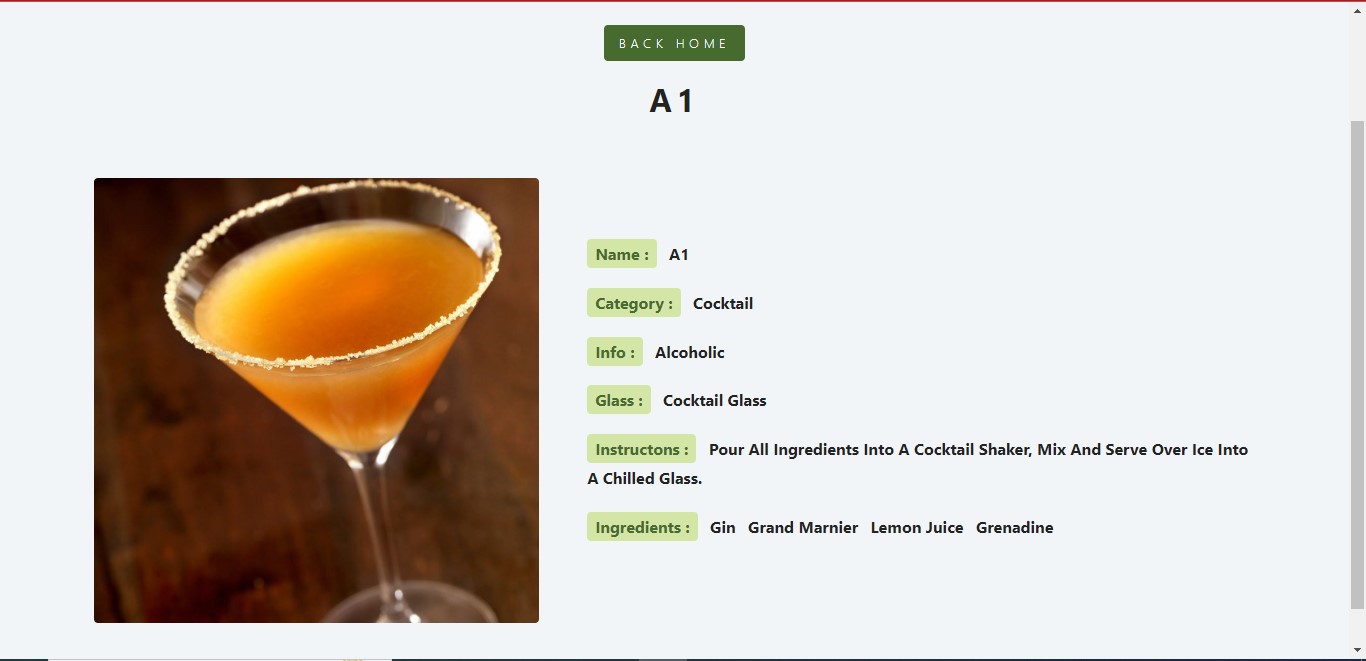 BACK HOME
A1
Name : A1
Category : Cocktail
Info : Alcoholic
Glass : Cocktail Glass
Instructons : Pour All Ingredients Into A Cocktail Shaker, Mix And Serve Over Ice Into
A Chilled Glass.
Ingredients : Gin Grand Marnier Lemon Juice Grenadine